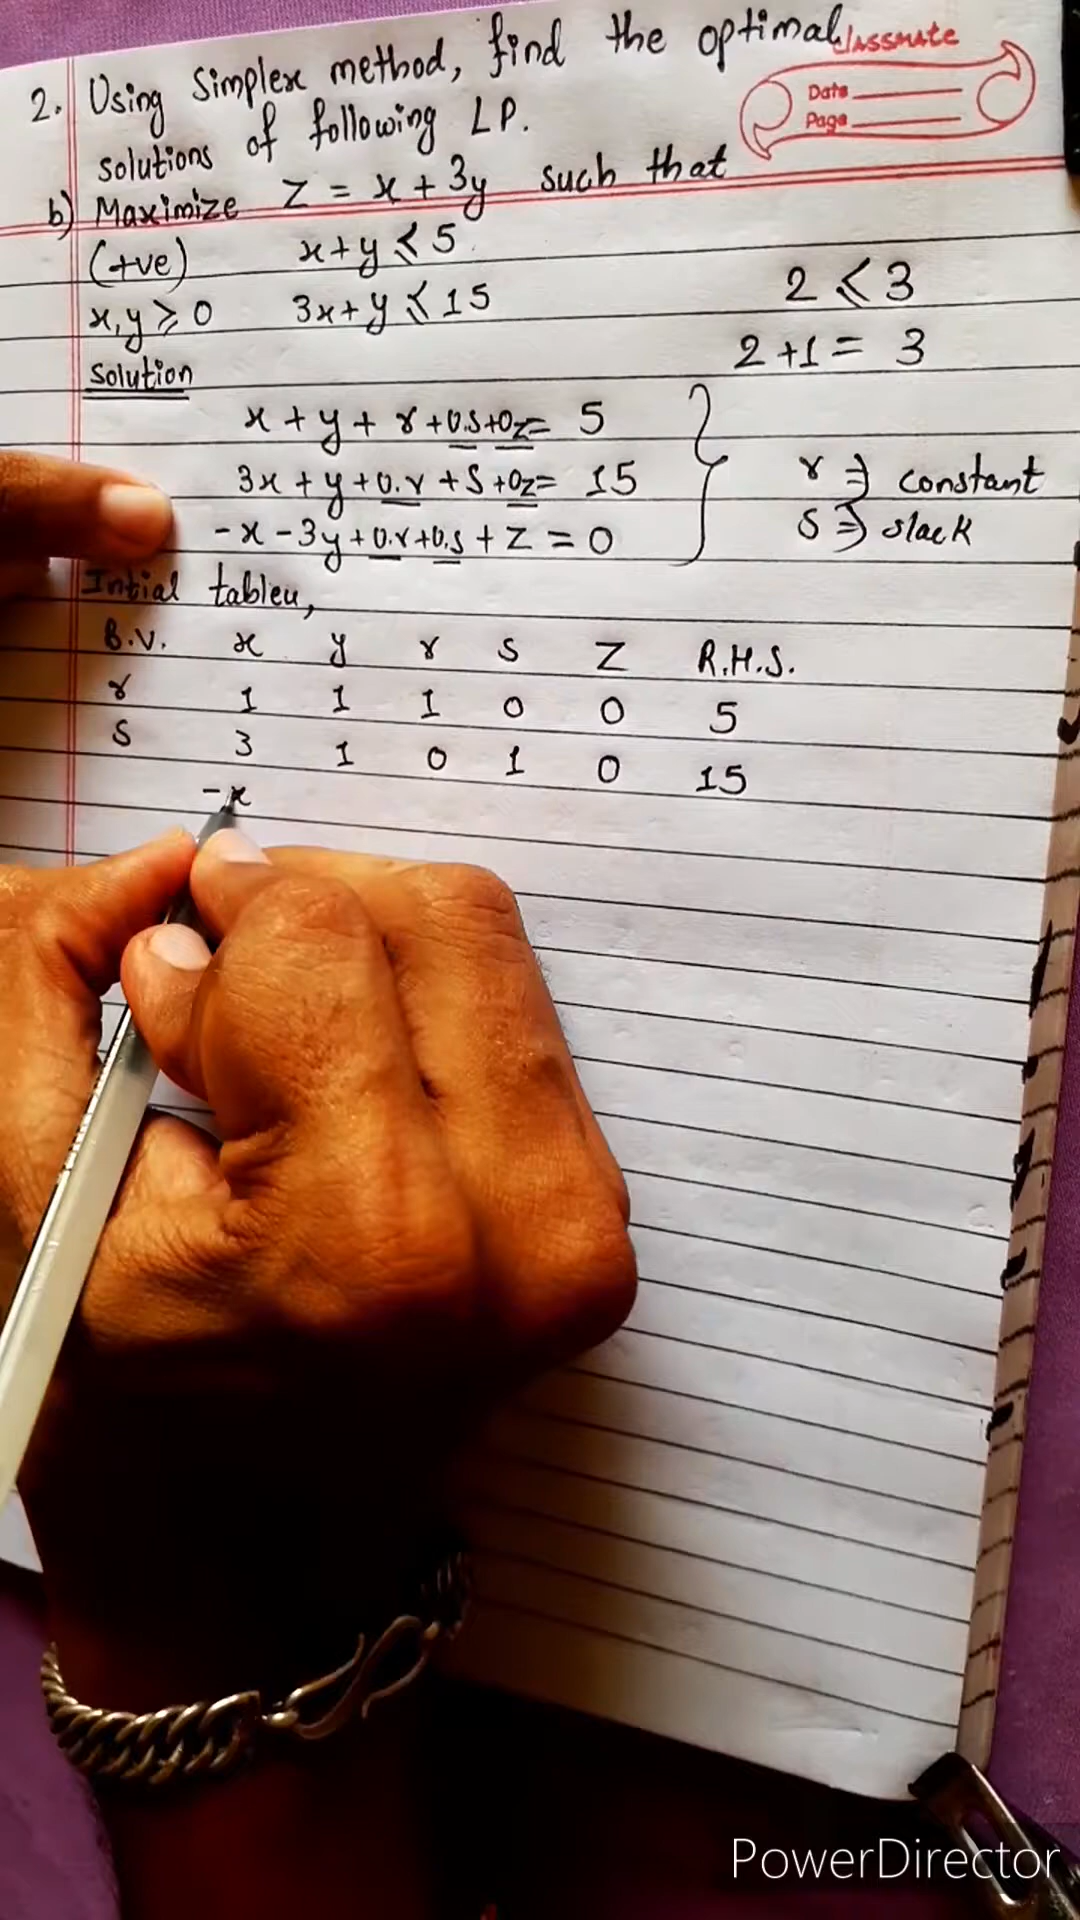 2. Using Simplex method, find the optimal
solutions of following LP.
classmate
Date
Page
b) Maximize Z = x + 3y such that
(+ve) x+y ≤ 5
x,y ≥ 0 3x+y ≤ 15
2 ≤ 3
2+1 = 3
Solution
x + y + r +0.s+0z= 5
3x + y +0.r + s +0z= 15
-x -3y+0.r+0.s + z = 0
r ⇒ constant
s ⇒ slack
Intial tableu,
B.V. x y r s Z R.H.S.
r 1 1 1 0 0 5
s 3 1 0 1 0 15
-x
PowerDirector